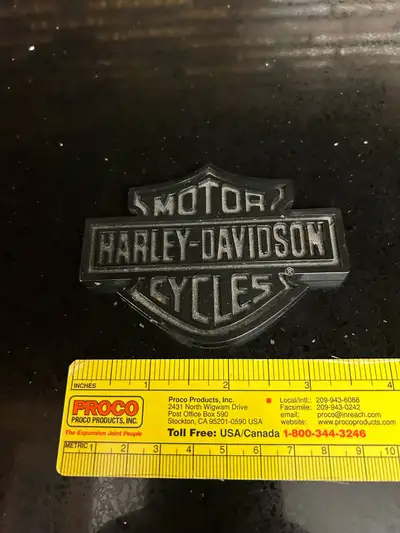 MOTOR
HARLEY-DAVIDSON
CYCLES®
INCHES 1 2 3 4
PROCO
PROCO PRODUCTS, INC.
The Expansion Joint People
Proco Products, Inc.
2431 North Wigwam Drive
Post Office Box 590
Stockton, CA 95201-0590 USA
Local/Intl.: 209-943-6088
Facsimile: 209-943-0242
email: proco@inreach.com
website: www.procoproducts.com
Toll Free: USA/Canada 1-800-344-3246
METRIC 1 2 3 4 5 6 7 8 9 10